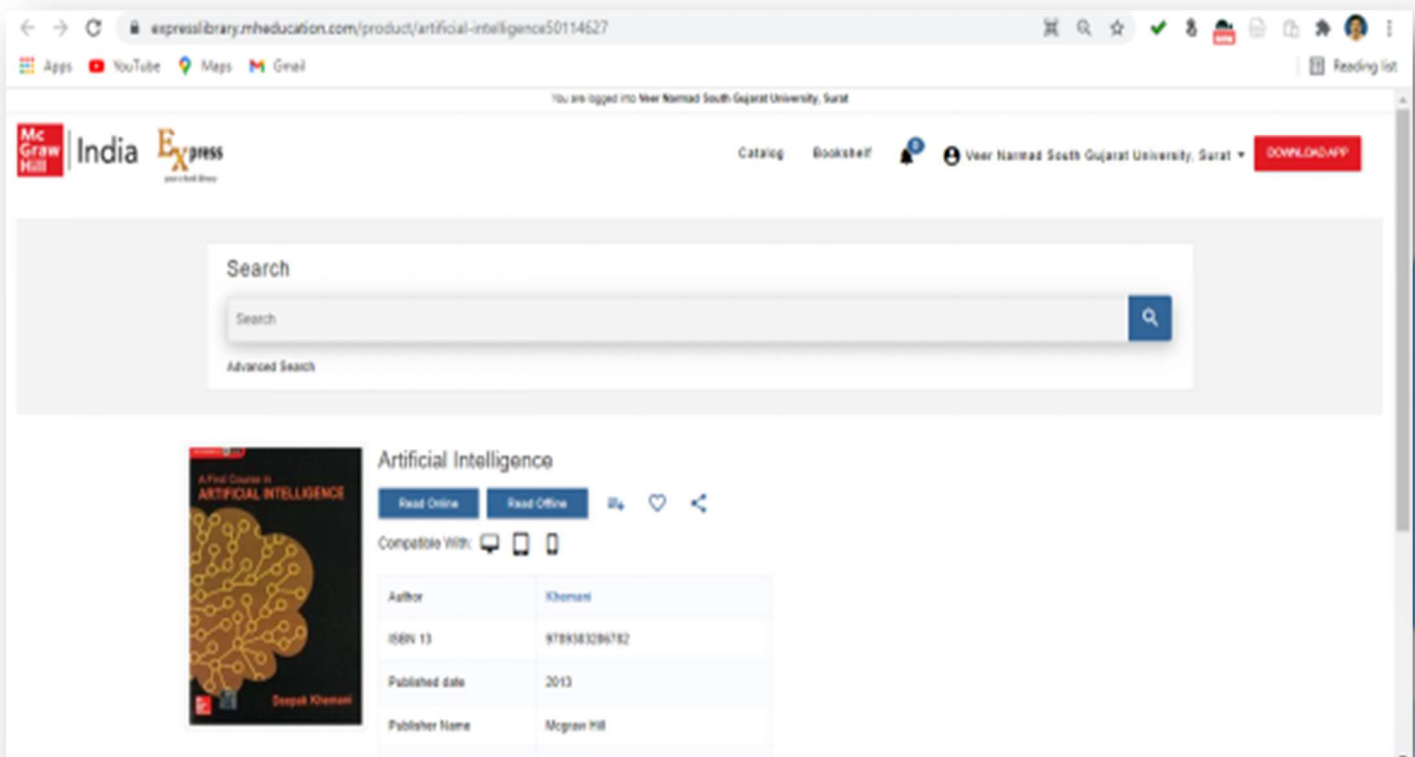 expresslibrary.mheducation.com/product/artificial-intelligence50114627
Apps YouTube Maps Gmail Reading list
You are logged into Veer Narmad South Gujarat University, Surat
Mc Graw Hill India Express
Catalog Bookshelf 0 Veer Narmad South Gujarat University, Surat DOWNLOAD APP
Search
Search
Advanced Search
A First Course in
ARTIFICIAL INTELLIGENCE
Deepak Khemani
Artificial Intelligence
Read Online Read Offline
Compatible With:
Author Khemani
ISBN 13 9789383286782
Published date 2013
Publisher Name Mcgraw Hill